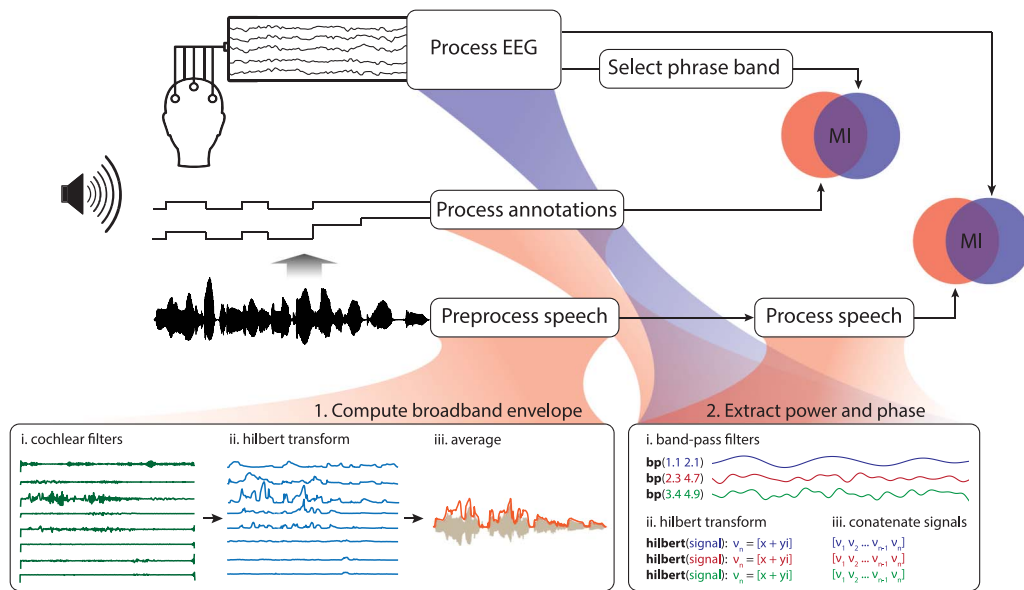 Process EEG
Select phrase band
MI
Process annotations
MI
Preprocess speech
Process speech
1. Compute broadband envelope
2. Extract power and phase
i. cochlear filters
ii. hilbert transform
iii. average
i. band-pass filters
bp(1.1 2.1)
bp(2.3 4.7)
bp(3.4 4.9)
ii. hilbert transform
iii. conatenate signals
hilbert(signal): vₙ = [x + yi]
[v₁ v₂ ... vₙ₋₁ vₙ]
hilbert(signal): vₙ = [x + yi]
[v₁ v₂ ... vₙ₋₁ vₙ]
hilbert(signal): vₙ = [x + yi]
[v₁ v₂ ... vₙ₋₁ vₙ]